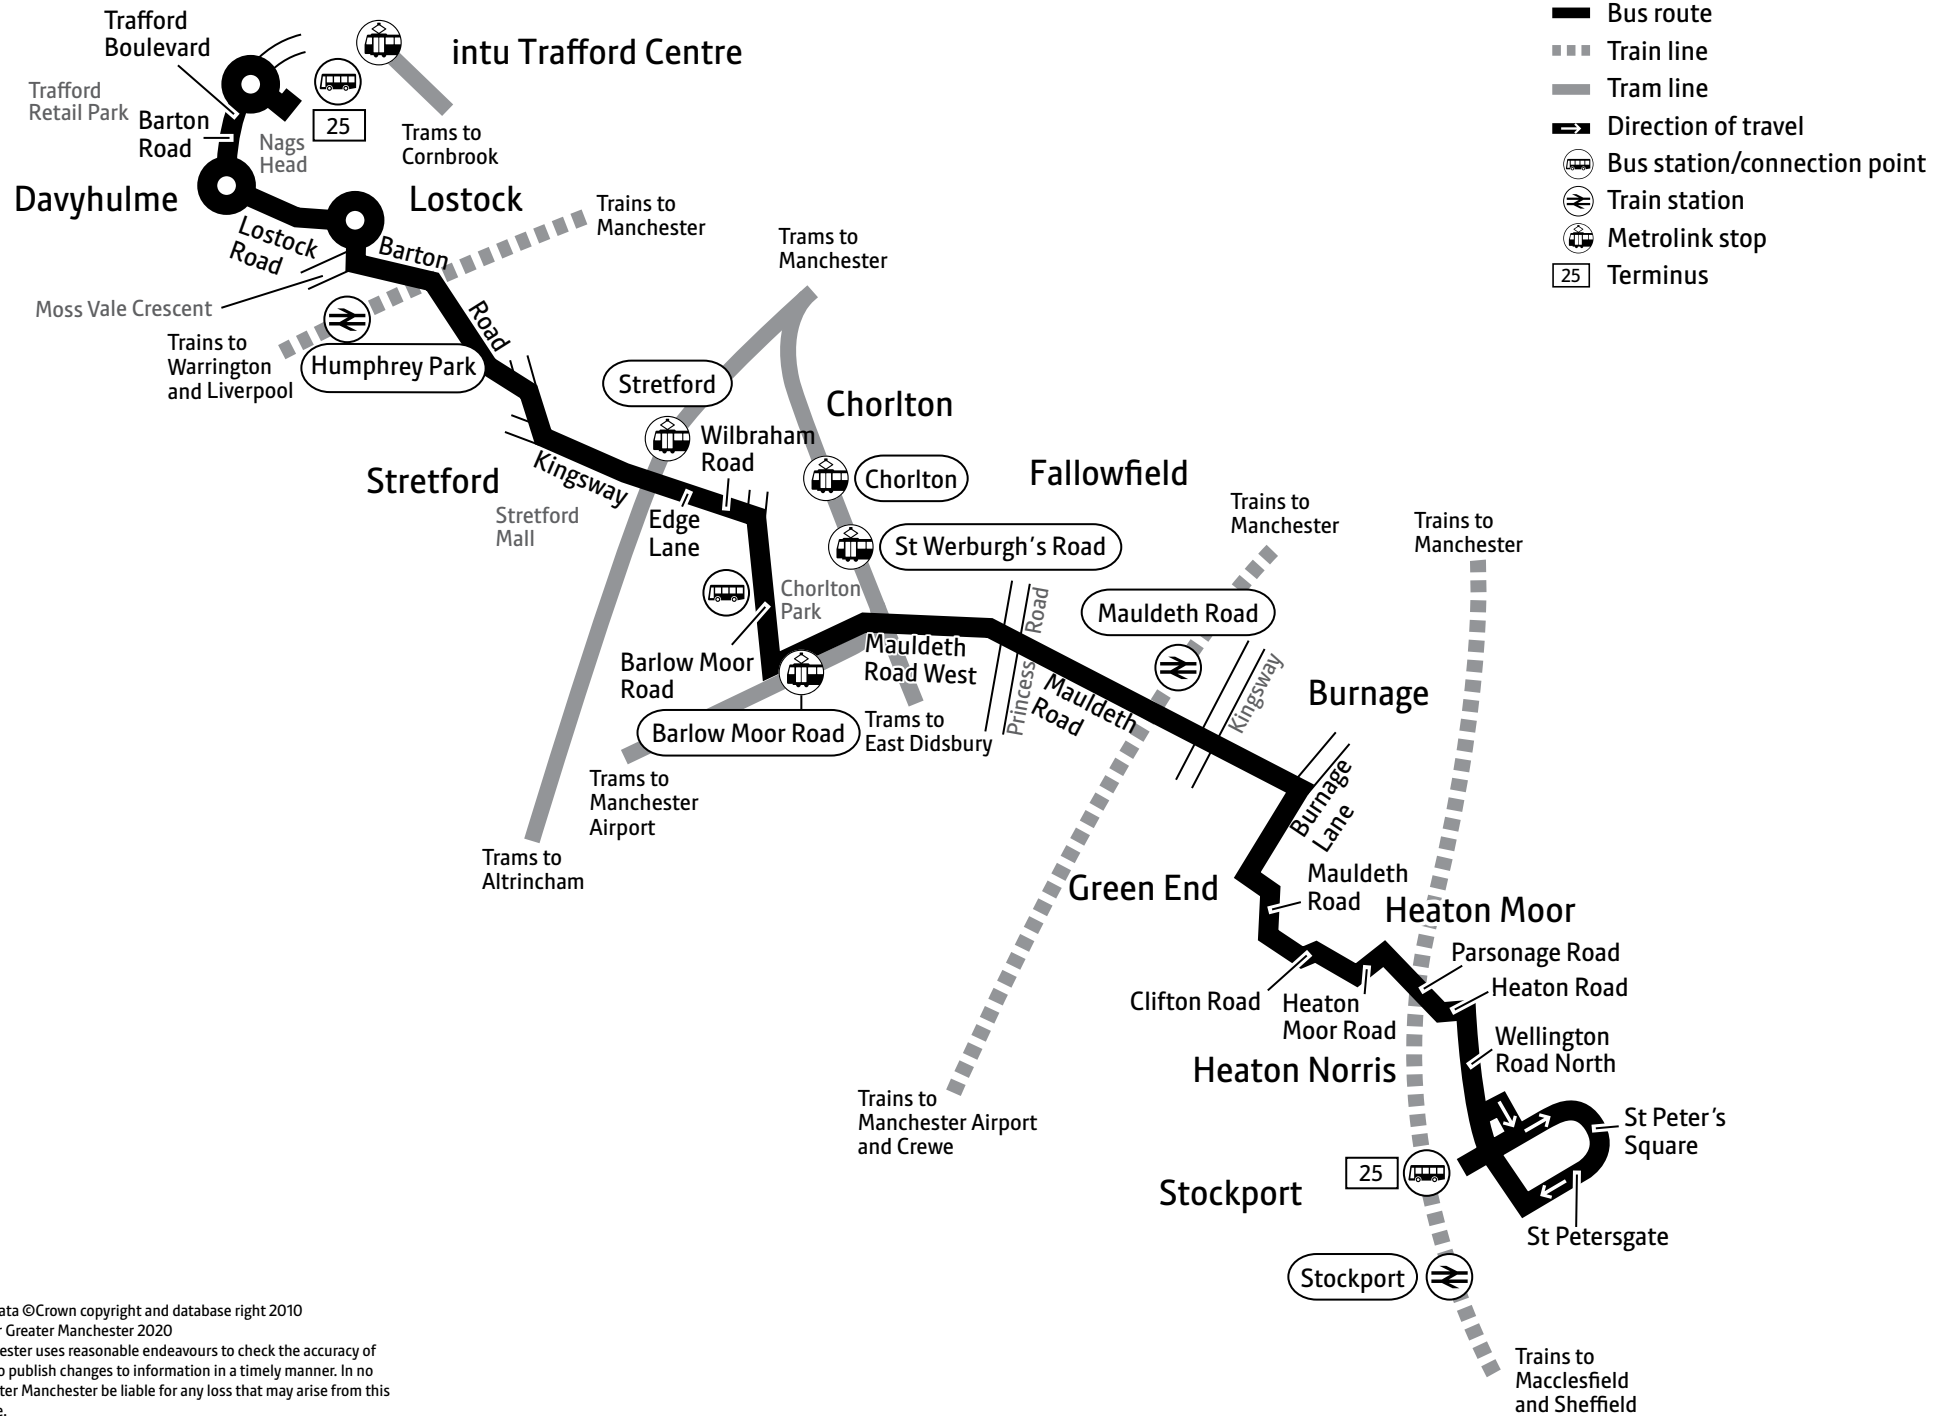 Trafford
Boulevard
Trafford
Retail Park
Barton
Road
Nags
Head
25
intu Trafford Centre
Trams to
Cornbrook
Bus route
Train line
Tram line
Direction of travel
Bus station/connection point
Train station
Metrolink stop
25 Terminus
Davyhulme
Lostock
Lostock
Road
Barton
Road
Moss Vale Crescent
Trains to
Manchester
Trains to
Warrington
and Liverpool
Humphrey Park
Trams to
Manchester
Stretford
Chorlton
Wilbraham
Road
Chorlton
Stretford
Kingsway
Stretford
Mall
Edge
Lane
Fallowfield
St Werburgh's Road
Trains to
Manchester
Trains to
Manchester
Chorlton
Park
Barlow Moor
Road
Mauldeth
Road West
Princess Road
Mauldeth Road
Kingsway
Mauldeth
Road
Burnage
Barlow Moor Road
Trams to
East Didsbury
Trams to
Manchester
Airport
Trams to
Altrincham
Burnage
Lane
Green End
Mauldeth
Road
Heaton Moor
Parsonage Road
Heaton Road
Clifton Road
Heaton
Moor Road
Wellington
Road North
Heaton Norris
Trains to
Manchester Airport
and Crewe
St Peter's
Square
25
Stockport
St Petersgate
Stockport
Trains to
Macclesfield
and Sheffield
ata ©Crown copyright and database right 2010
r Greater Manchester 2020
ester uses reasonable endeavours to check the accuracy of
o publish changes to information in a timely manner. In no
ter Manchester be liable for any loss that may arise from this
e.